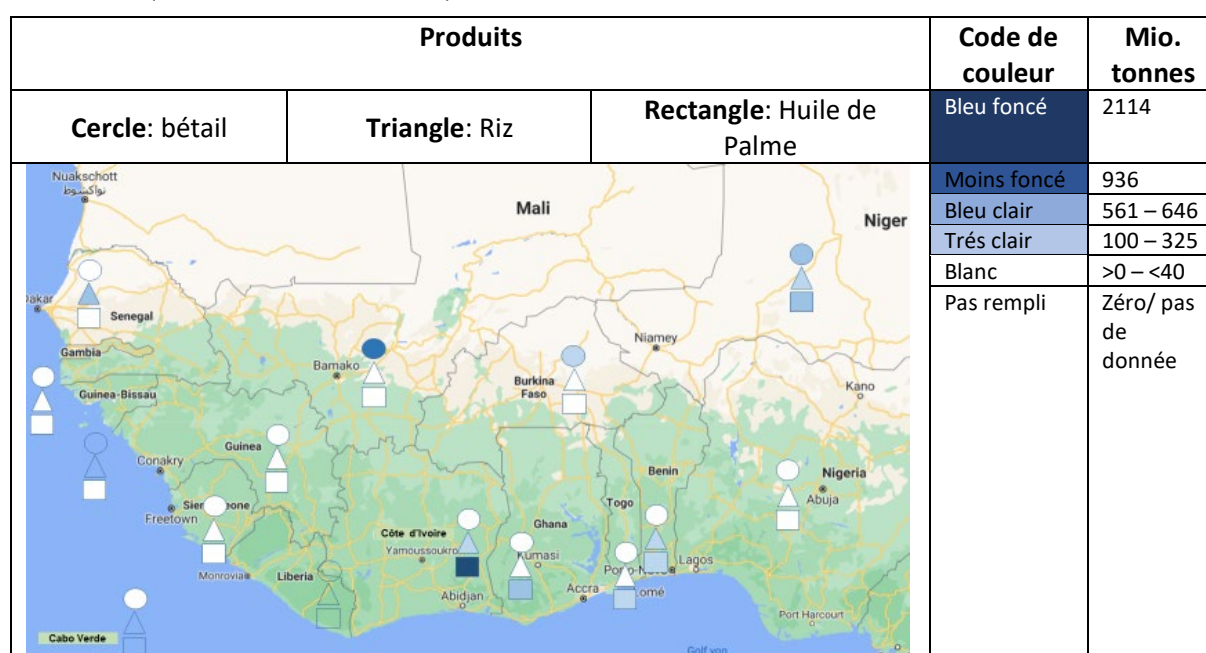 Produits
Code de
couleur
Mio.
tonnes
Cercle: bétail
Triangle: Riz
Rectangle: Huile de
Palme
Bleu foncé
2114
Moins foncé
936
Bleu clair
561 – 646
Trés clair
100 – 325
Blanc
>0 – <40
Pas rempli
Zéro/ pas
de
donnée
Nuakschott
نواكشوط
Mali
Niger
Dakar
Senegal
Gambia
Bamako
Niamey
Burkina
Faso
Kano
Guinea-Bissau
Guinea
Conakry
Benin
Nigeria
Abuja
Togo
Freetown
Côte d'Ivoire
Ghana
Yamoussoukro
Kumasi
Lagos
Monrovia
Liberia
Abidjan
Accra
Lomé
Port Harcourt
Cabo Verde
Golf von